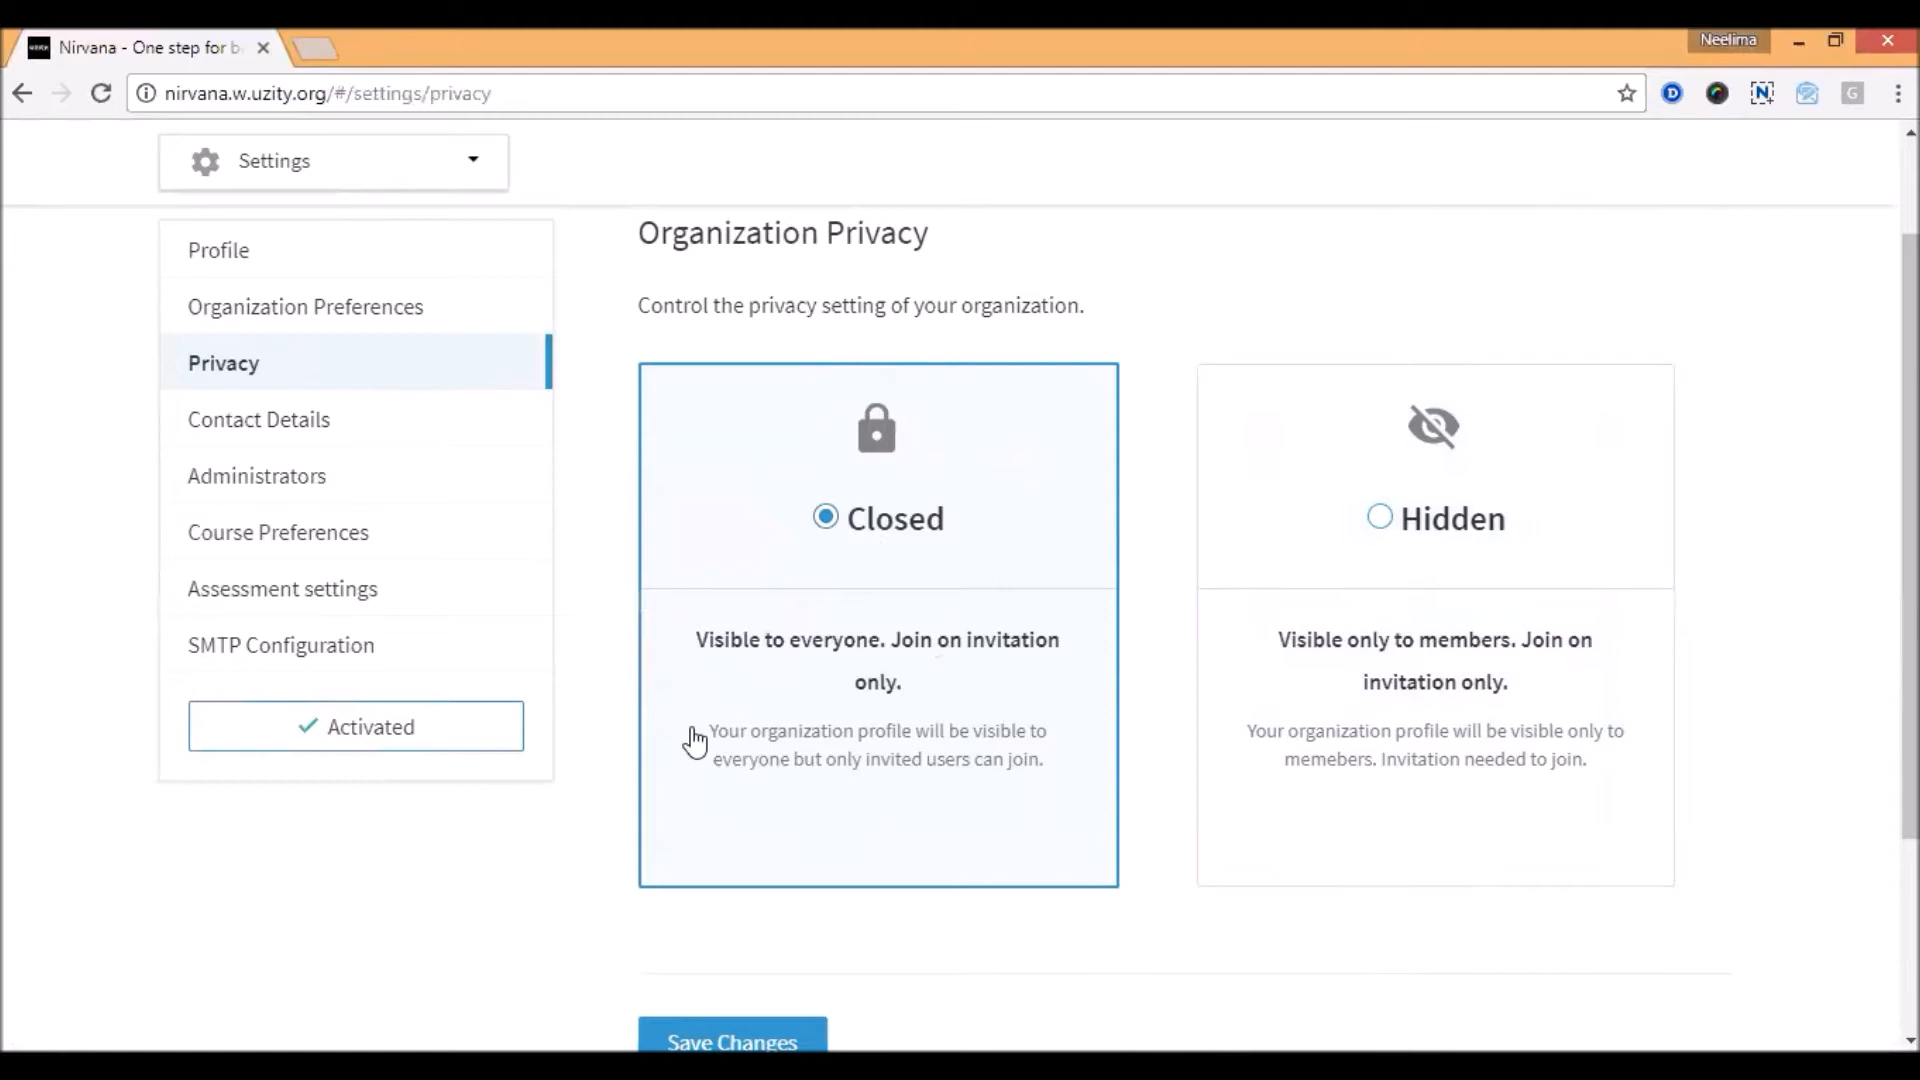 Nirvana - One step for b
Neelima
nirvana.w.uzity.org/#/settings/privacy
D
N
G
Settings
Profile
Organization Preferences
Privacy
Contact Details
Administrators
Course Preferences
Assessment settings
SMTP Configuration
Activated
Organization Privacy
Control the privacy setting of your organization.
Closed
Visible to everyone. Join on invitation
only.
Your organization profile will be visible to
everyone but only invited users can join.
Hidden
Visible only to members. Join on
invitation only.
Your organization profile will be visible only to
memebers. Invitation needed to join.
Save Changes